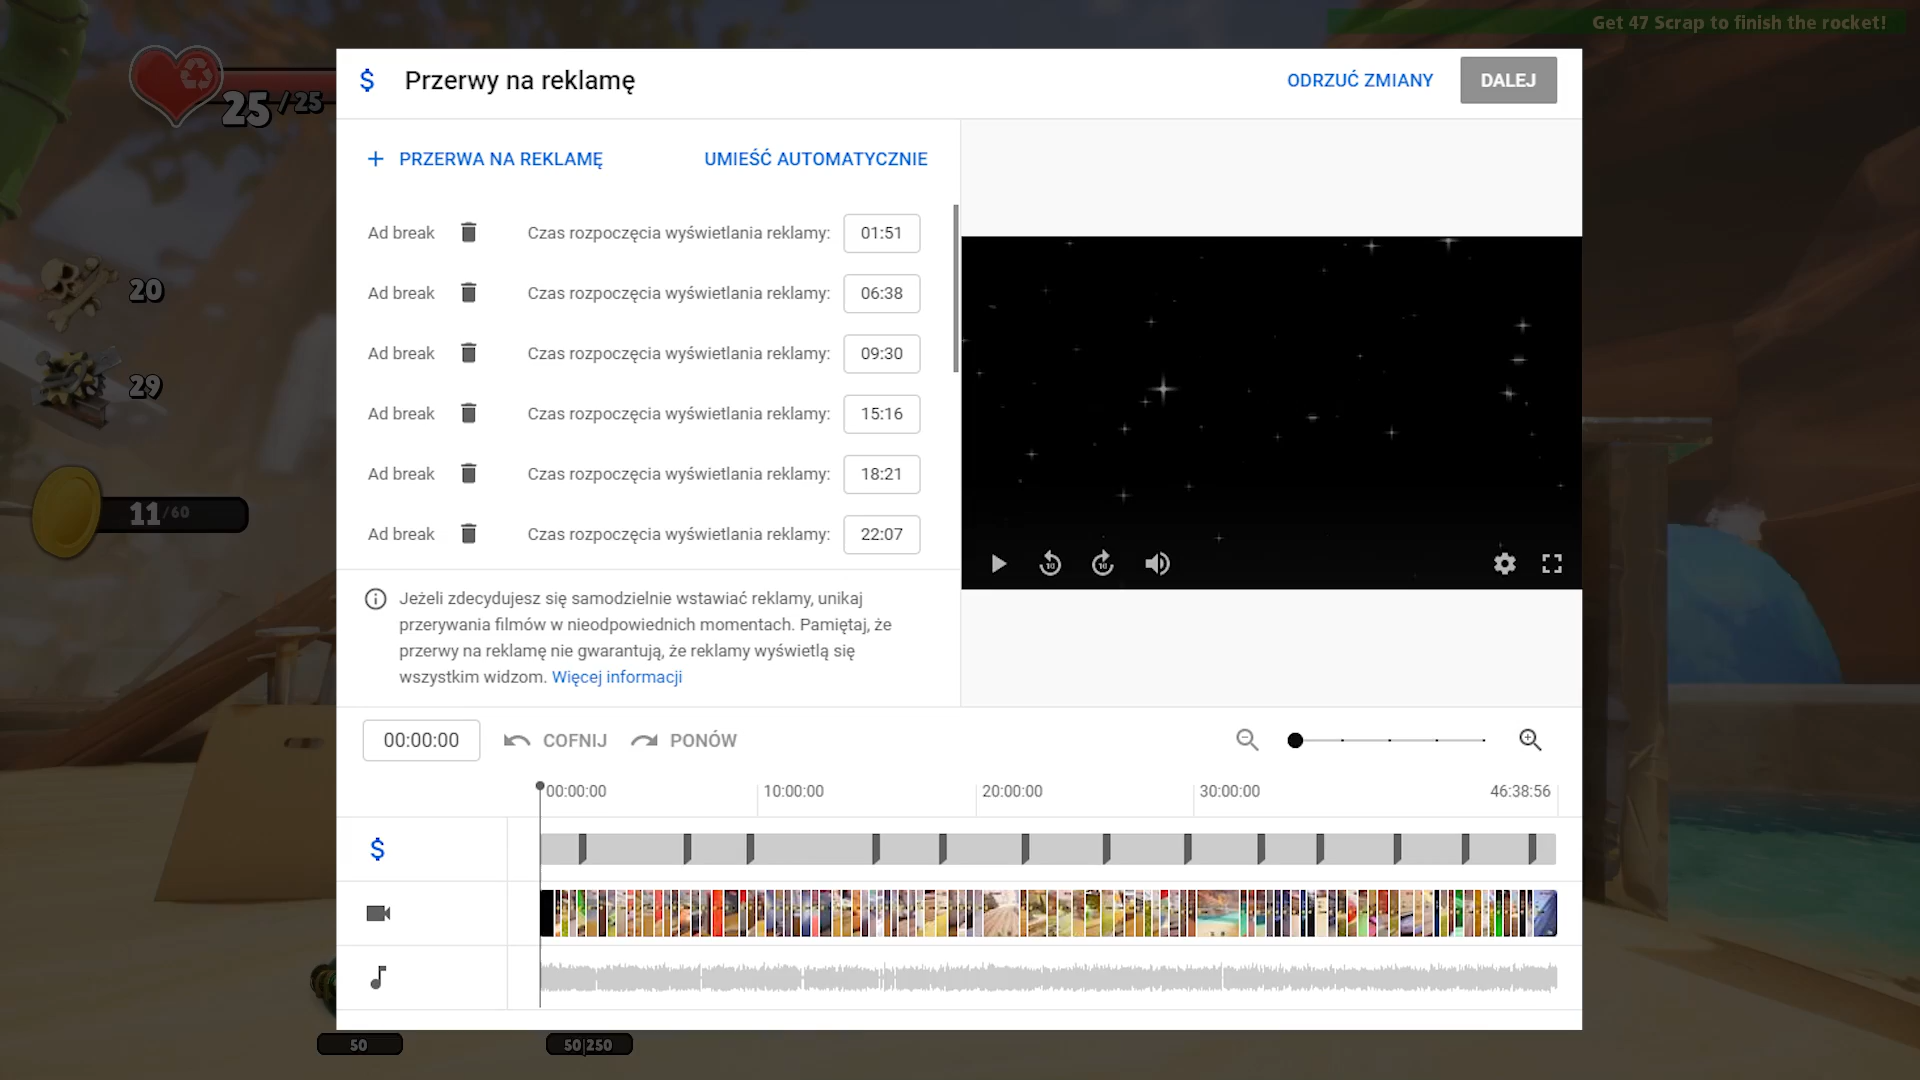 Get 47 Scrap to finish the rocket!
25/25
20
29
11/60
Przerwy na reklamę
ODRZUĆ ZMIANY
DALEJ
PRZERWA NA REKLAMĘ
UMIEŚĆ AUTOMATYCZNIE
Ad break Czas rozpoczęcia wyświetlania reklamy: 01:51
Ad break Czas rozpoczęcia wyświetlania reklamy: 06:38
Ad break Czas rozpoczęcia wyświetlania reklamy: 09:30
Ad break Czas rozpoczęcia wyświetlania reklamy: 15:16
Ad break Czas rozpoczęcia wyświetlania reklamy: 18:21
Ad break Czas rozpoczęcia wyświetlania reklamy: 22:07
Jeżeli zdecydujesz się samodzielnie wstawiać reklamy, unikaj
przerywania filmów w nieodpowiednich momentach. Pamiętaj, że
przerwy na reklamę nie gwarantują, że reklamy wyświetlą się
wszystkim widzom. Więcej informacji
10
10
00:00:00 COFNIJ PONÓW
00:00:00 10:00:00 20:00:00 30:00:00 46:38:56
50
50|250